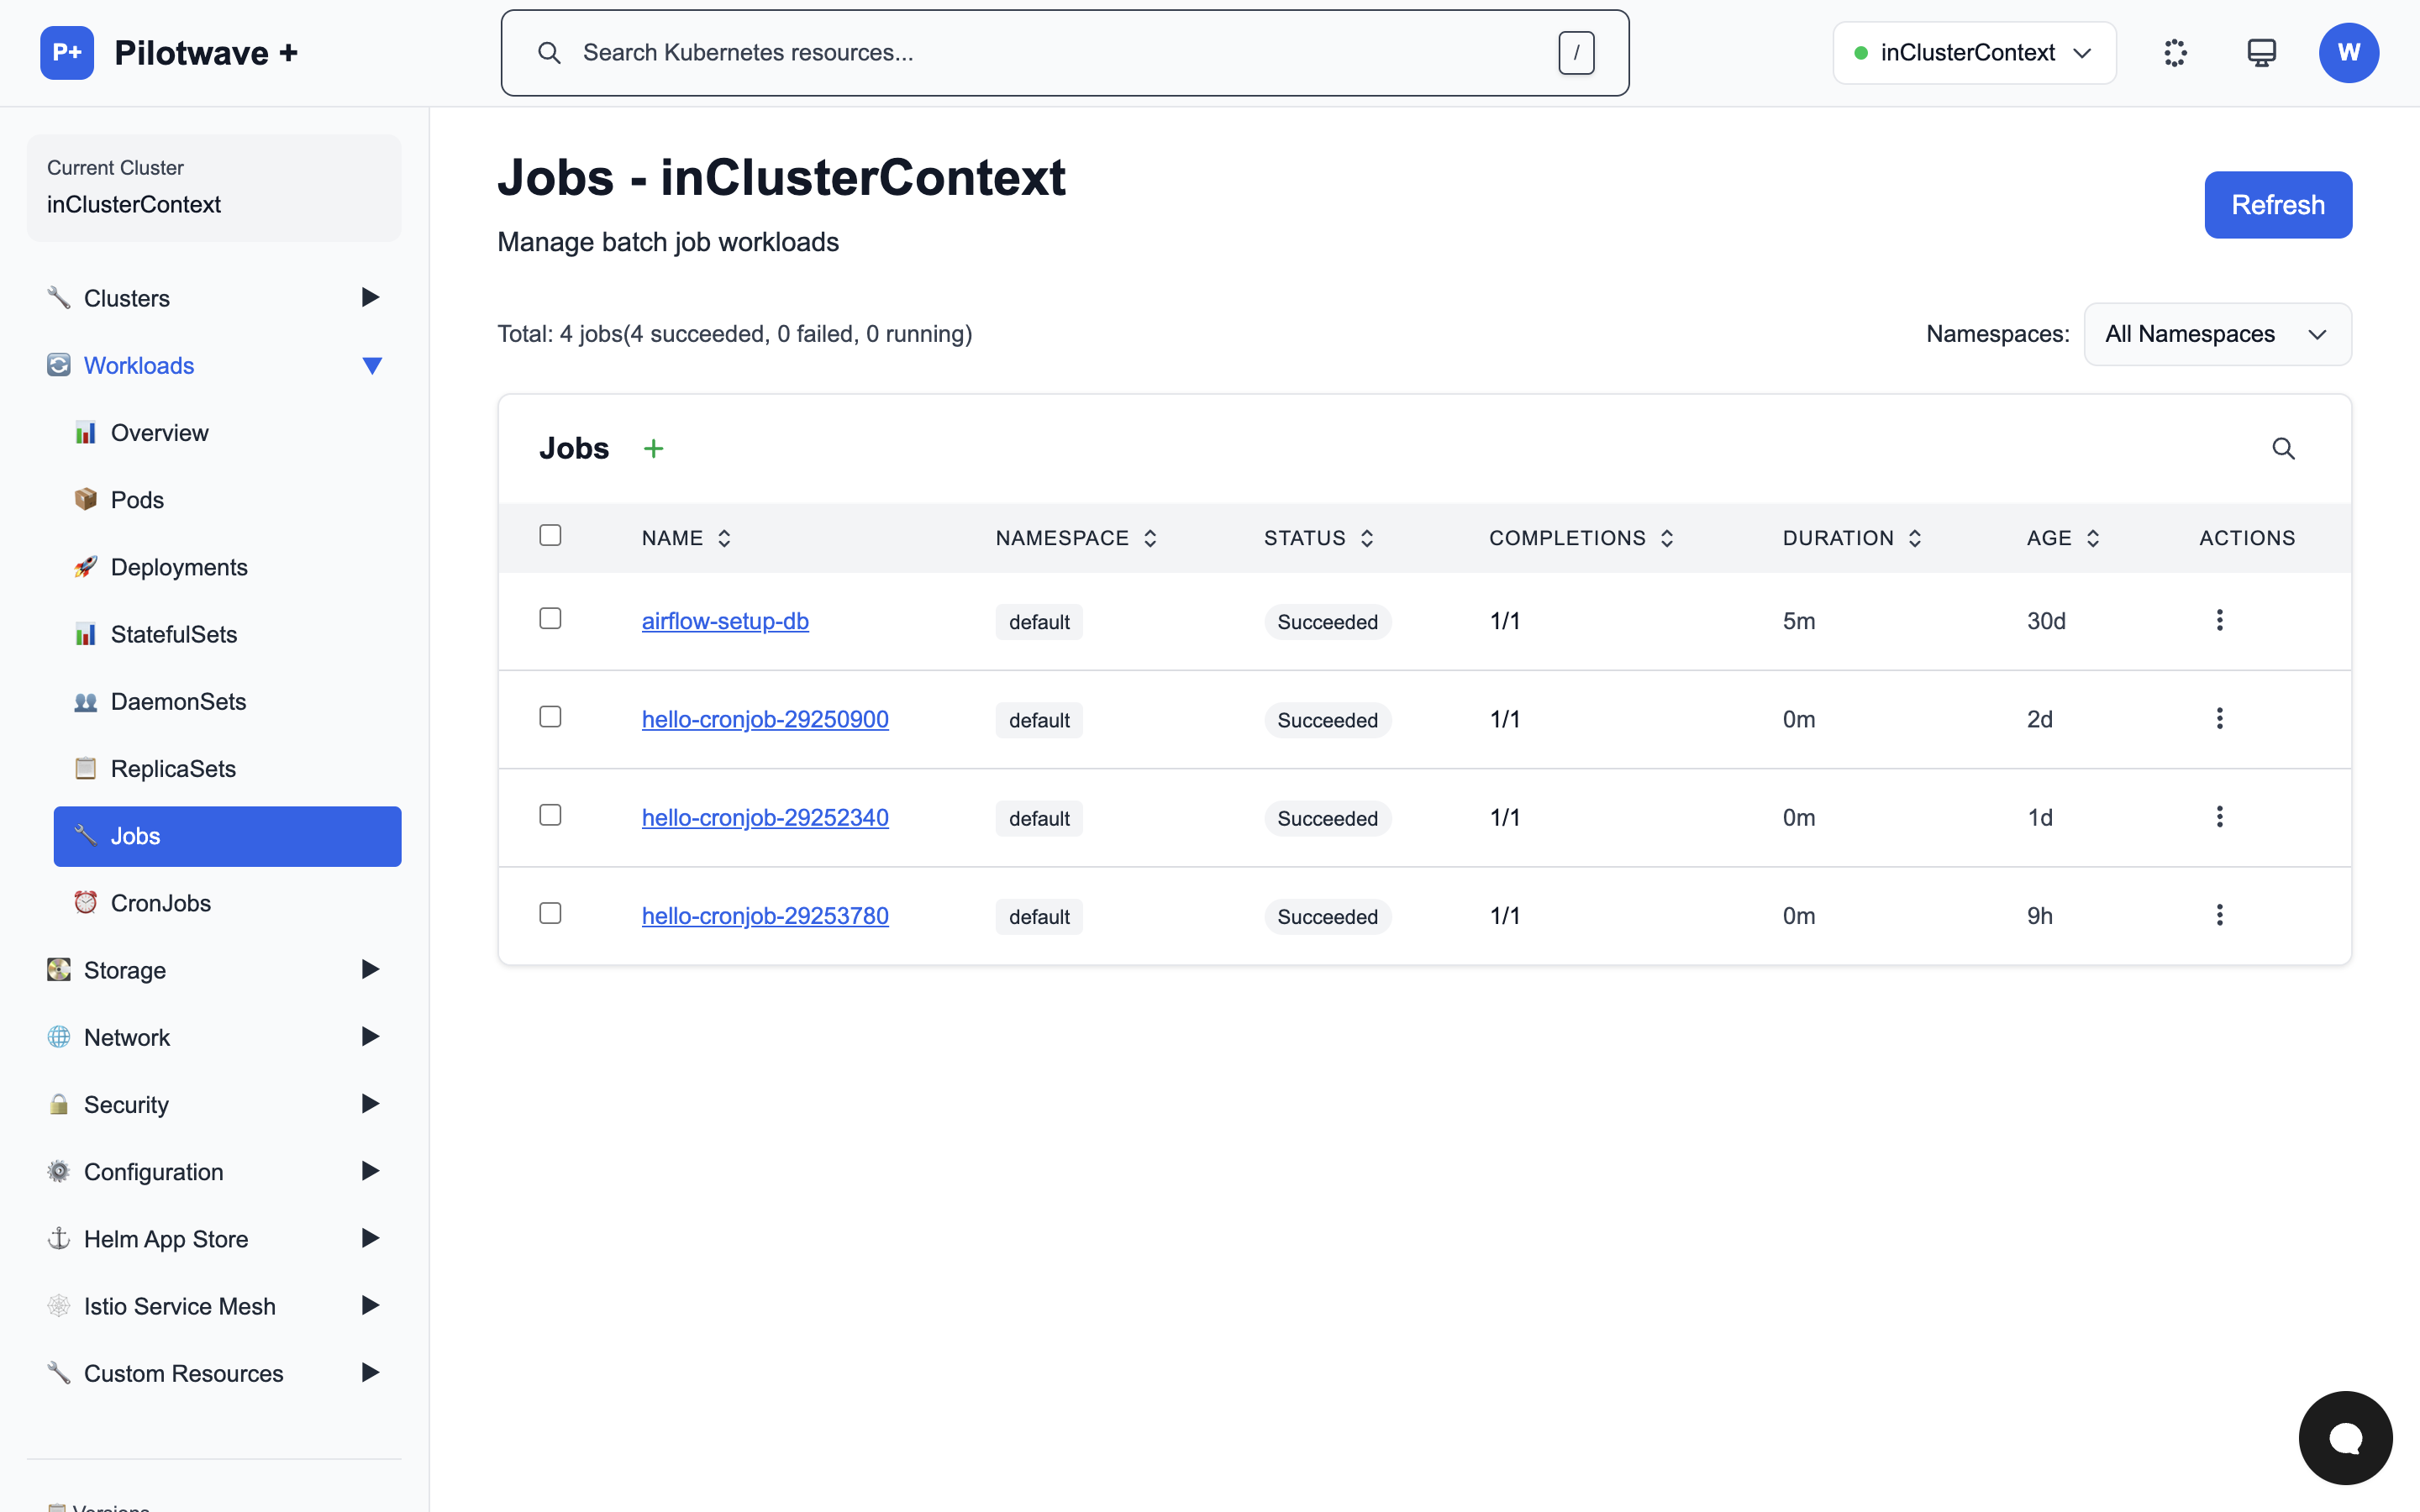 P+ Pilotwave +
Search Kubernetes resources... /
inClusterContext
W
Current Cluster
inClusterContext
Clusters
Workloads
Overview
Pods
Deployments
StatefulSets
DaemonSets
ReplicaSets
Jobs
CronJobs
Storage
Network
Security
Configuration
Helm App Store
Istio Service Mesh
Custom Resources
Versions
Jobs - inClusterContext
Manage batch job workloads
Refresh
Total: 4 jobs(4 succeeded, 0 failed, 0 running)
Namespaces: All Namespaces
Jobs +
NAME NAMESPACE STATUS COMPLETIONS DURATION AGE ACTIONS
airflow-setup-db default Succeeded 1/1 5m 30d
hello-cronjob-29250900 default Succeeded 1/1 0m 2d
hello-cronjob-29252340 default Succeeded 1/1 0m 1d
hello-cronjob-29253780 default Succeeded 1/1 0m 9h